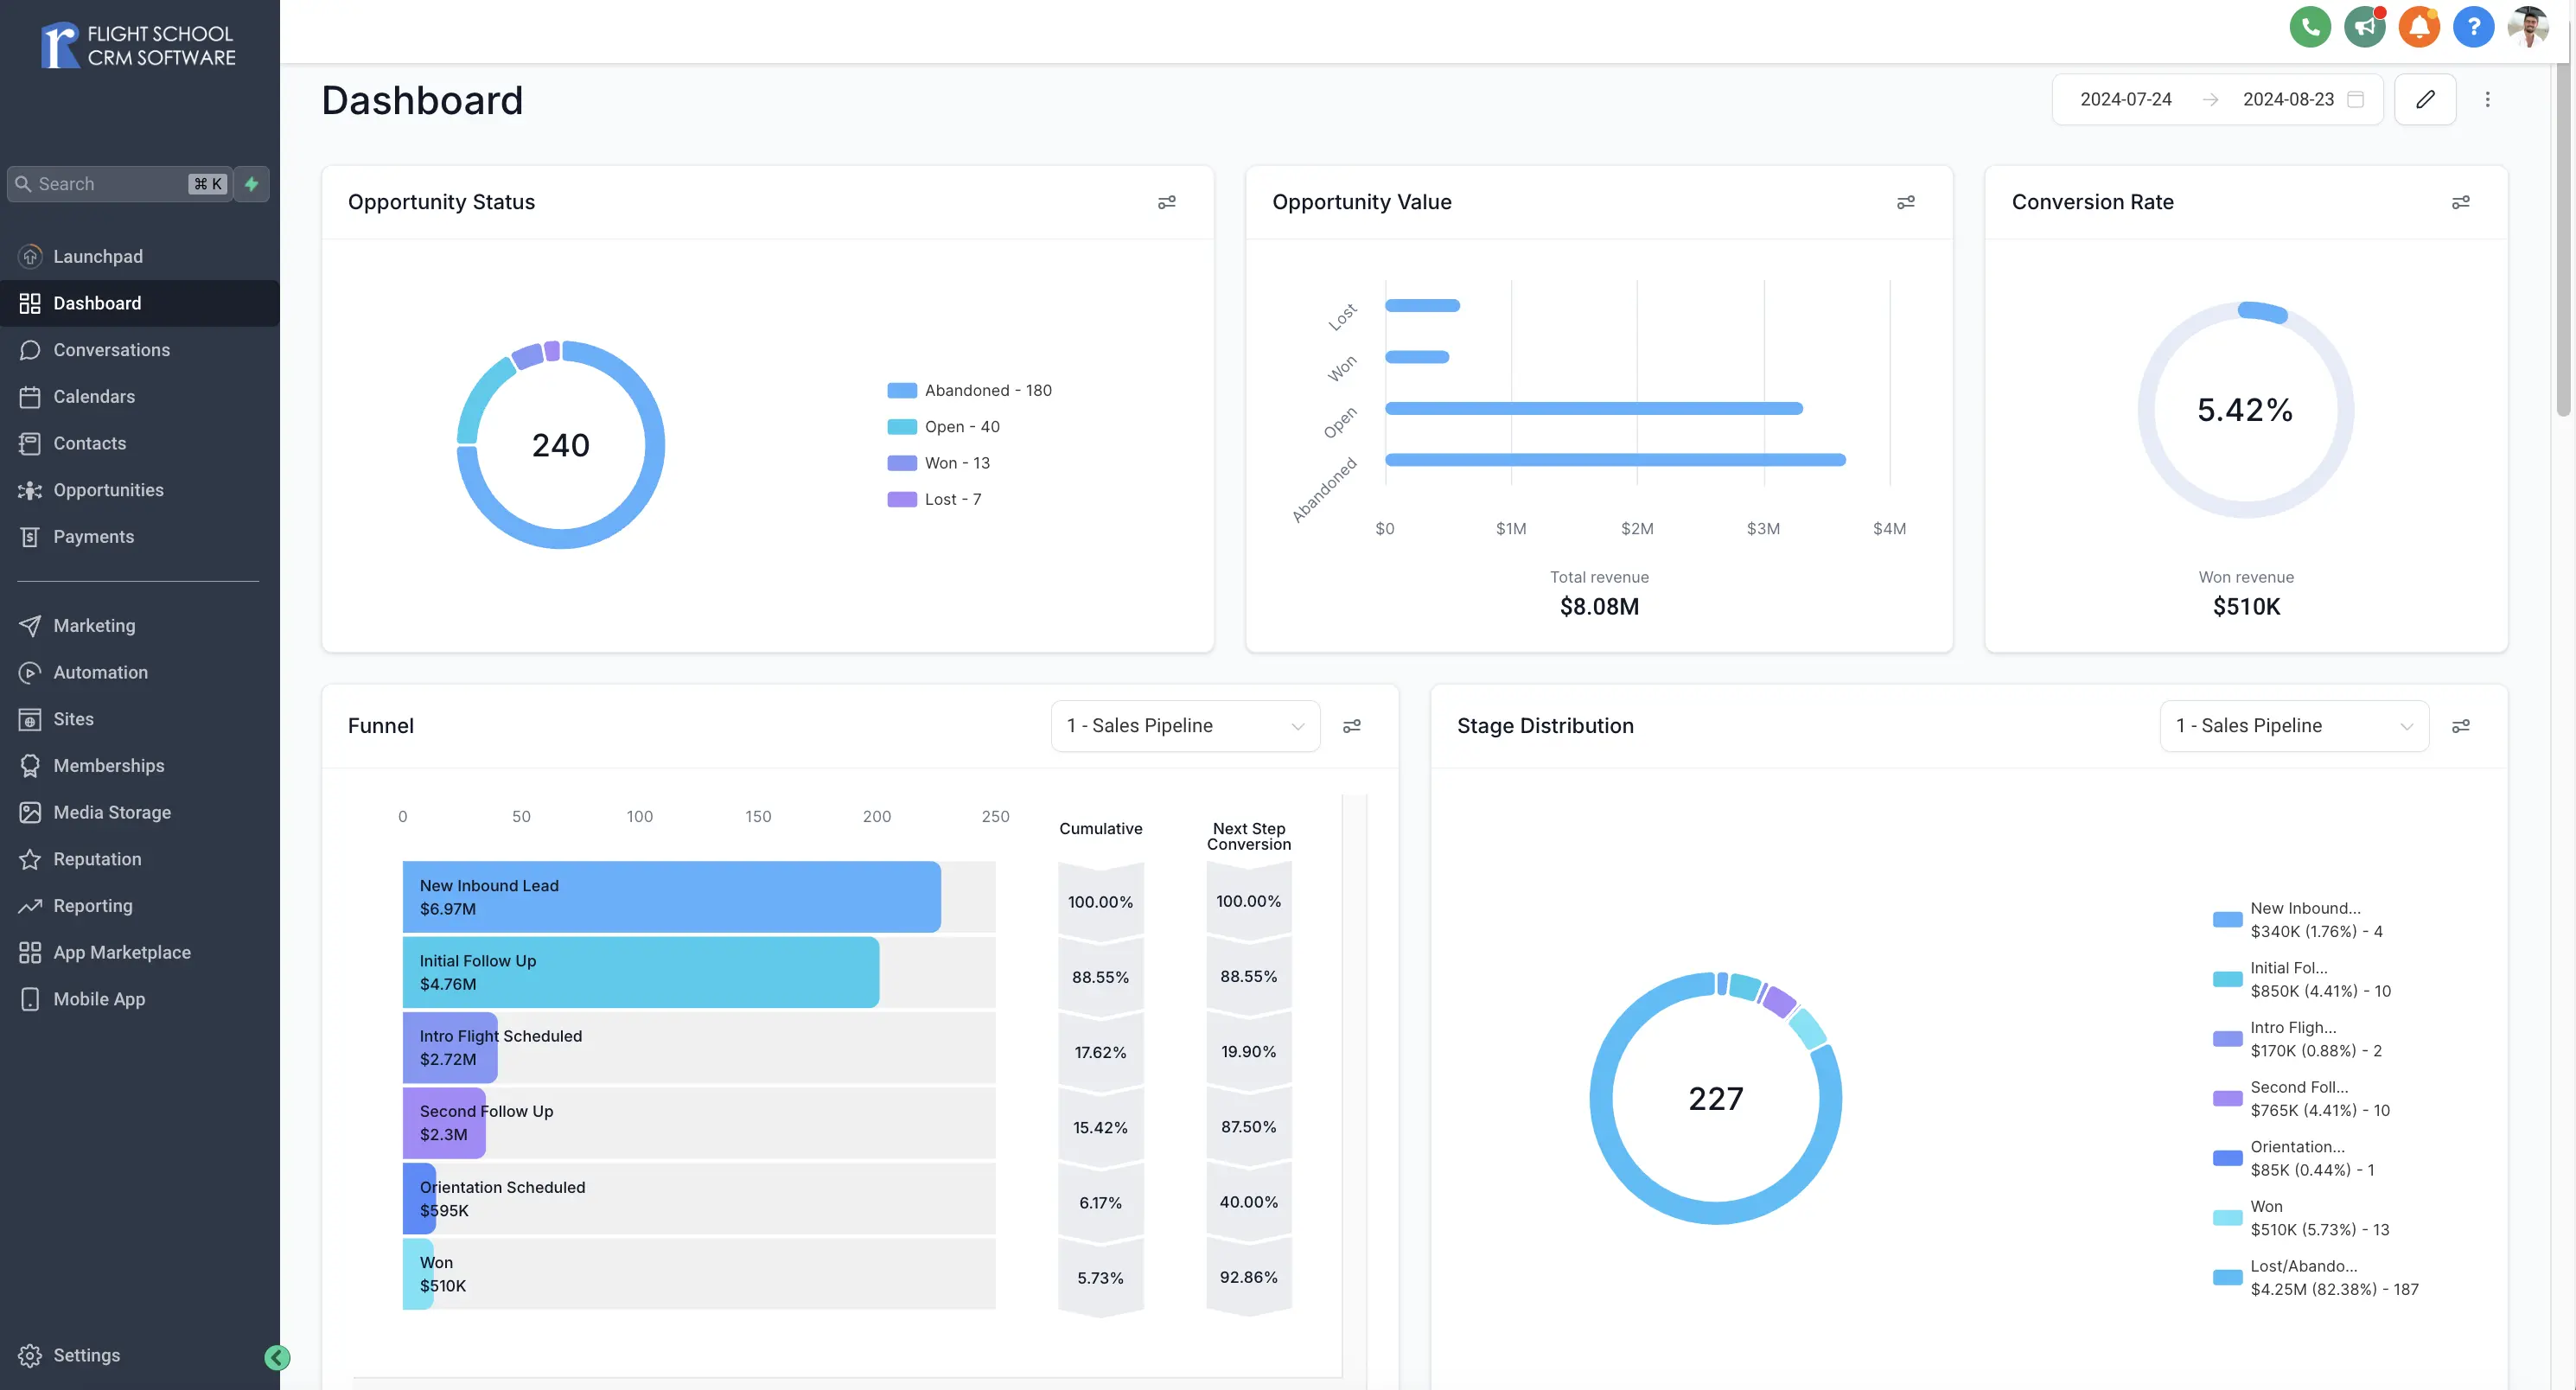 FLIGHT SCHOOL
CRM SOFTWARE
Search
⌘ K
Launchpad
Dashboard
Conversations
Calendars
Contacts
Opportunities
Payments
Marketing
Automation
Sites
Memberships
Media Storage
Reputation
Reporting
App Marketplace
Mobile App
Settings
?
Dashboard
2024-07-24
2024-08-23
Opportunity Status
240
Abandoned - 180
Open - 40
Won - 13
Lost - 7
Opportunity Value
Lost
Won
Open
Abandoned
$0 $1M $2M $3M $4M
Total revenue
$8.08M
Conversion Rate
5.42%
Won revenue
$510K
Funnel
1 - Sales Pipeline
0 50 100 150 200 250
Cumulative
Next Step
Conversion
New Inbound Lead
$6.97M
100.00% 100.00%
Initial Follow Up
$4.76M
88.55% 88.55%
Intro Flight Scheduled
$2.72M
17.62% 19.90%
Second Follow Up
$2.3M
15.42% 87.50%
Orientation Scheduled
$595K
6.17% 40.00%
Won
$510K
5.73% 92.86%
Stage Distribution
1 - Sales Pipeline
227
New Inbound...
$340K (1.76%) - 4
Initial Fol...
$850K (4.41%) - 10
Intro Fligh...
$170K (0.88%) - 2
Second Foll...
$765K (4.41%) - 10
Orientation...
$85K (0.44%) - 1
Won
$510K (5.73%) - 13
Lost/Abando...
$4.25M (82.38%) - 187